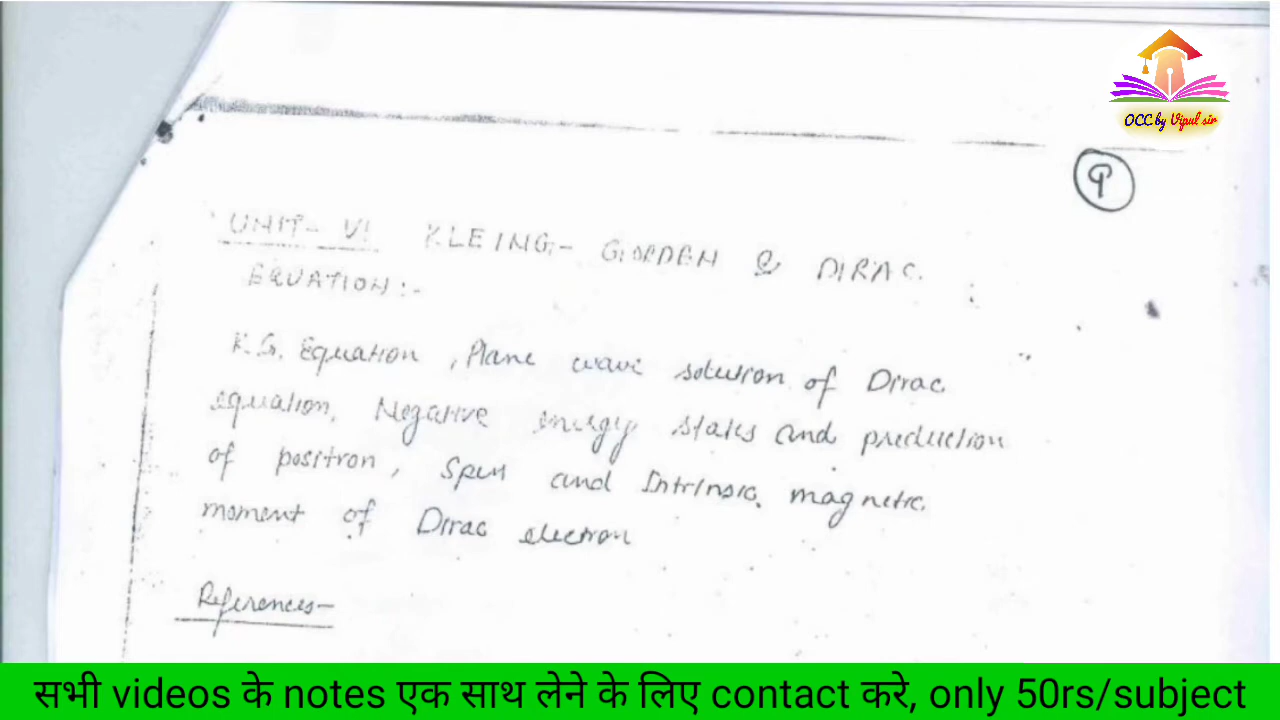 OCC by Vipul sir
9
UNIT- VI KLEING- GORDEN & DIRAC
EQUATION:-
K.G. Equation, Plane wave solution of Dirac
equation, Negative energy states and production
of positron, Spin and Intrinsic magnetic
moment of Dirac electron
References-
सभी videos के notes एक साथ लेने के लिए contact करे, only 50rs/subject